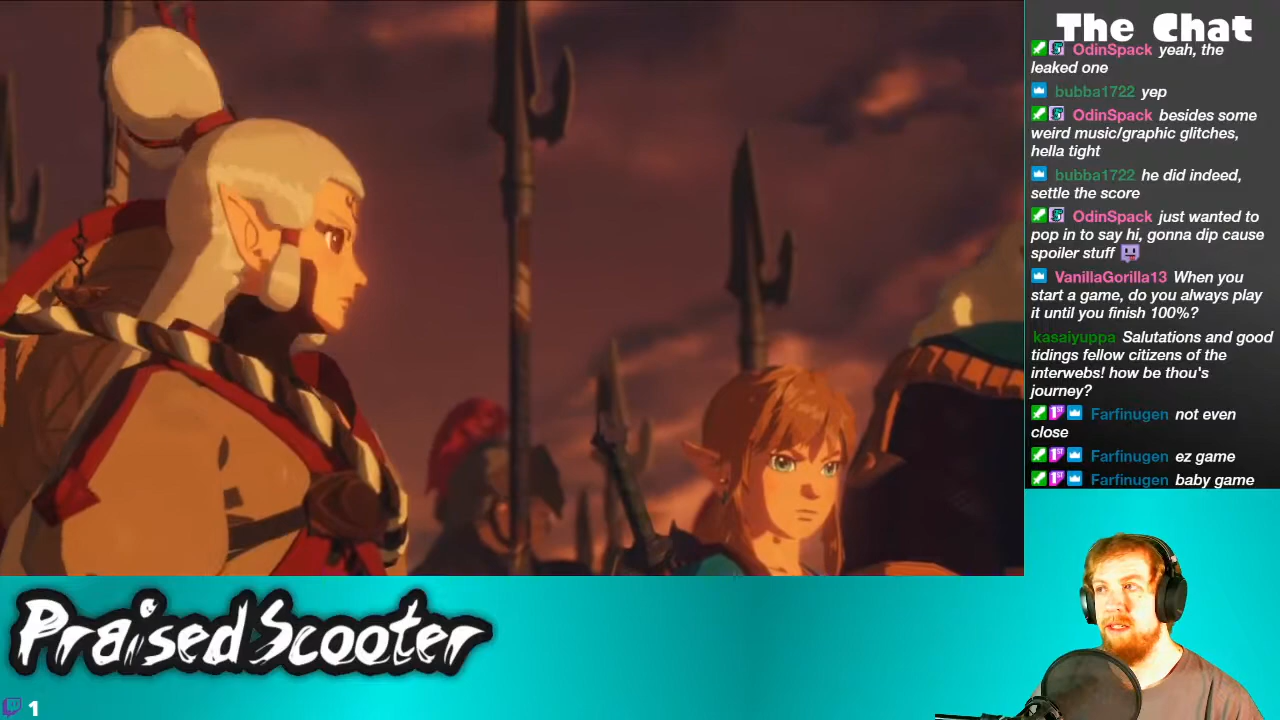 The Chat
OdinSpack yeah, the
leaked one
bubba1722 yep
OdinSpack besides some
weird music/graphic glitches,
hella tight
bubba1722 he did indeed,
settle the score
OdinSpack just wanted to
pop in to say hi, gonna dip cause
spoiler stuff
VanillaGorilla13 When you
start a game, do you always play
it until you finish 100%?
kasaiyuppa Salutations and good
tidings fellow citizens of the
interwebs! how be thou's
journey?
1ST Farfinugen not even
close
1ST Farfinugen ez game
1ST Farfinugen baby game
PraisedScooter
1